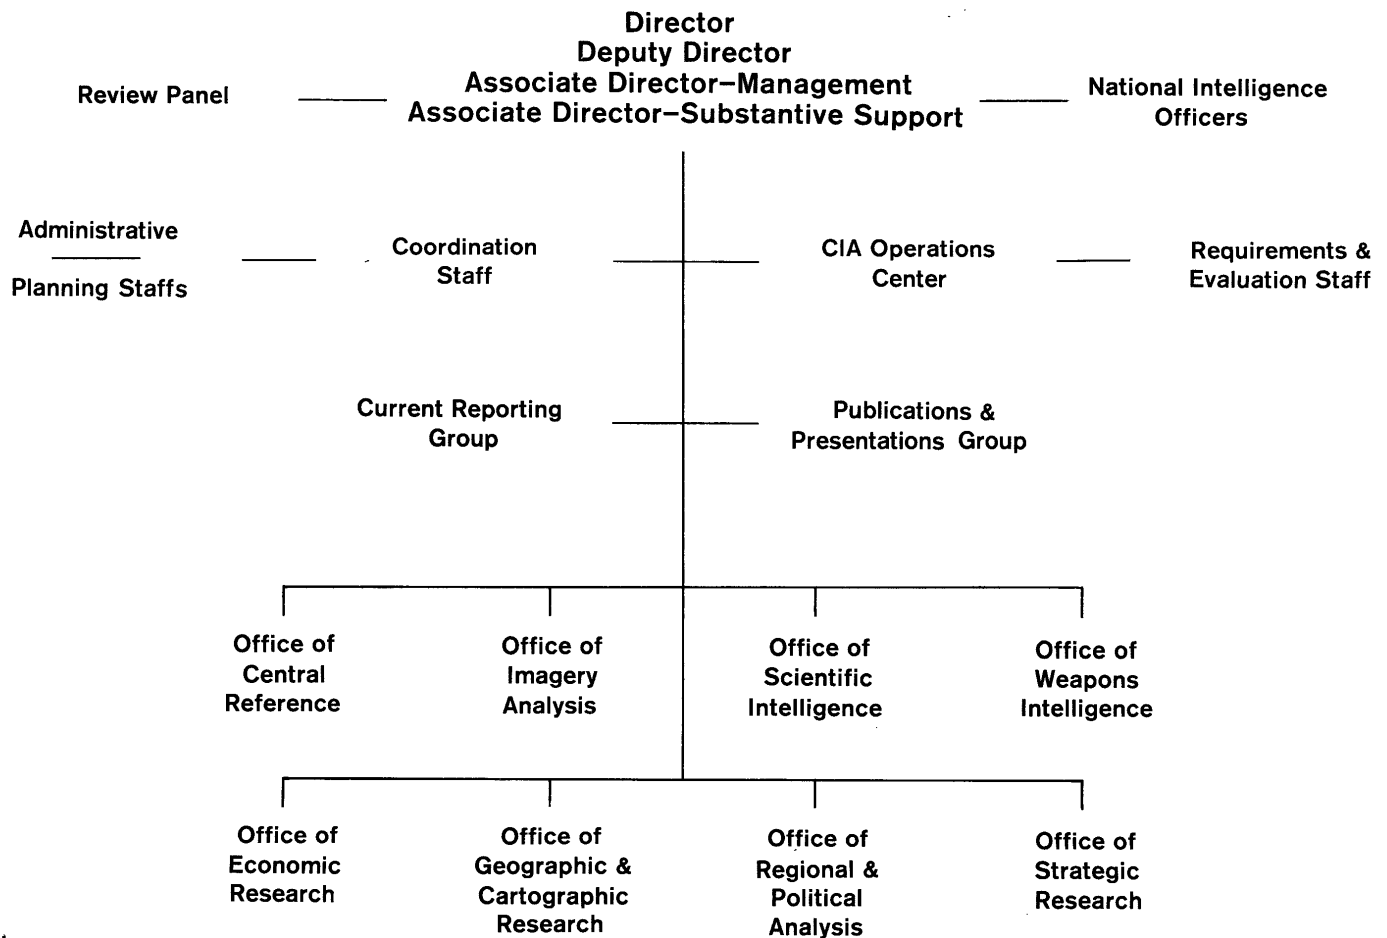 Director
Deputy Director
Associate Director–Management
Associate Director–Substantive Support
Review Panel
National Intelligence
Officers
Administrative
Planning Staffs
Coordination
Staff
CIA Operations
Center
Requirements &
Evaluation Staff
Current Reporting
Group
Publications &
Presentations Group
Office of
Central
Reference
Office of
Imagery
Analysis
Office of
Scientific
Intelligence
Office of
Weapons
Intelligence
Office of
Economic
Research
Office of
Geographic &
Cartographic
Research
Office of
Regional &
Political
Analysis
Office of
Strategic
Research